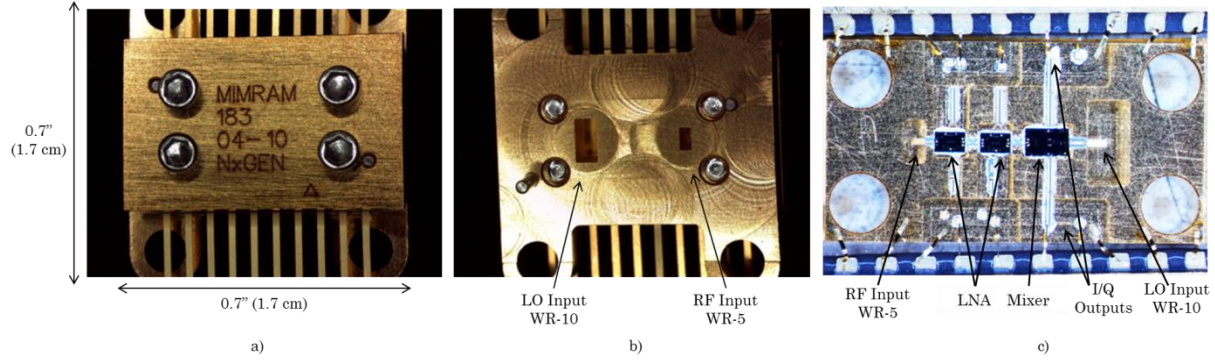 0.7”
(1.7 cm)
MIMRAM
183
04-10
NxGEN
0.7” (1.7 cm)
a)
LO Input
WR-10
RF Input
WR-5
b)
RF Input
WR-5
LNA
Mixer
I/Q
Outputs
LO Input
WR-10
c)